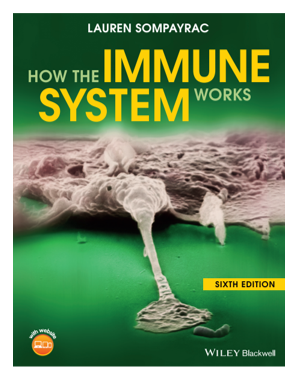 LAUREN SOMPAYRAC
HOW THE IMMUNE
SYSTEM WORKS
SIXTH EDITION
with website
WILEY Blackwell